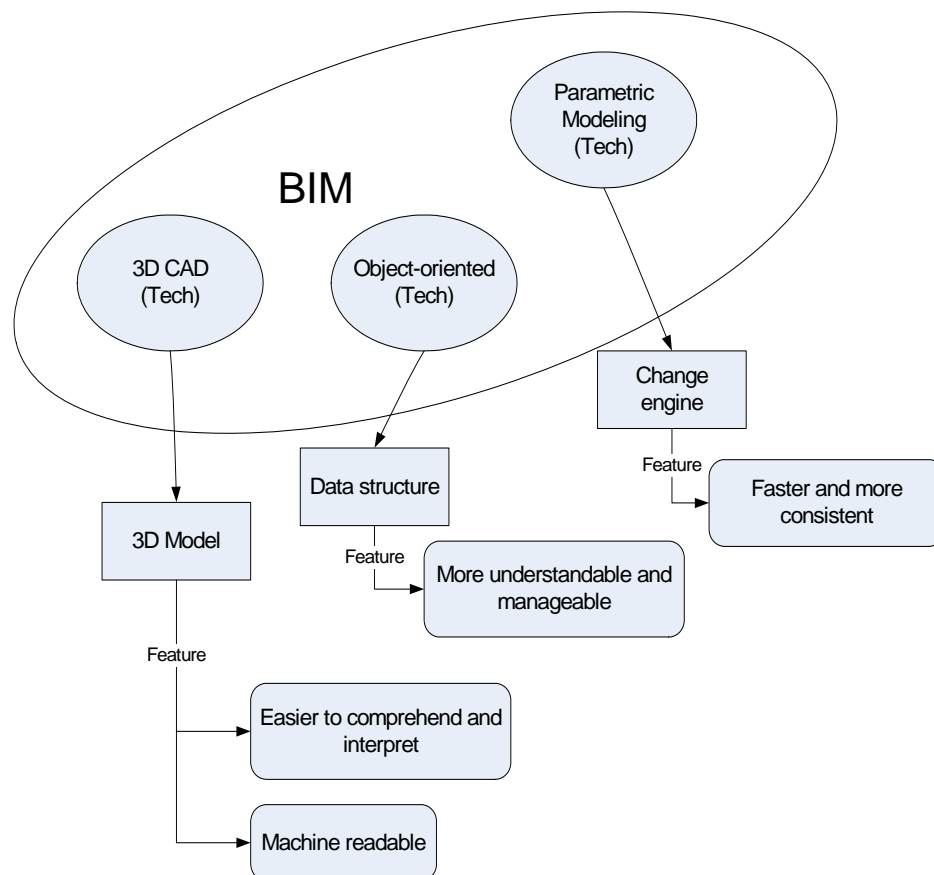 Parametric
Modeling
(Tech)
BIM
3D CAD
(Tech)
Object-oriented
(Tech)
Change
engine
Feature
Faster and more
consistent
Data structure
Feature
More understandable and
manageable
3D Model
Feature
Easier to comprehend and
interpret
Machine readable